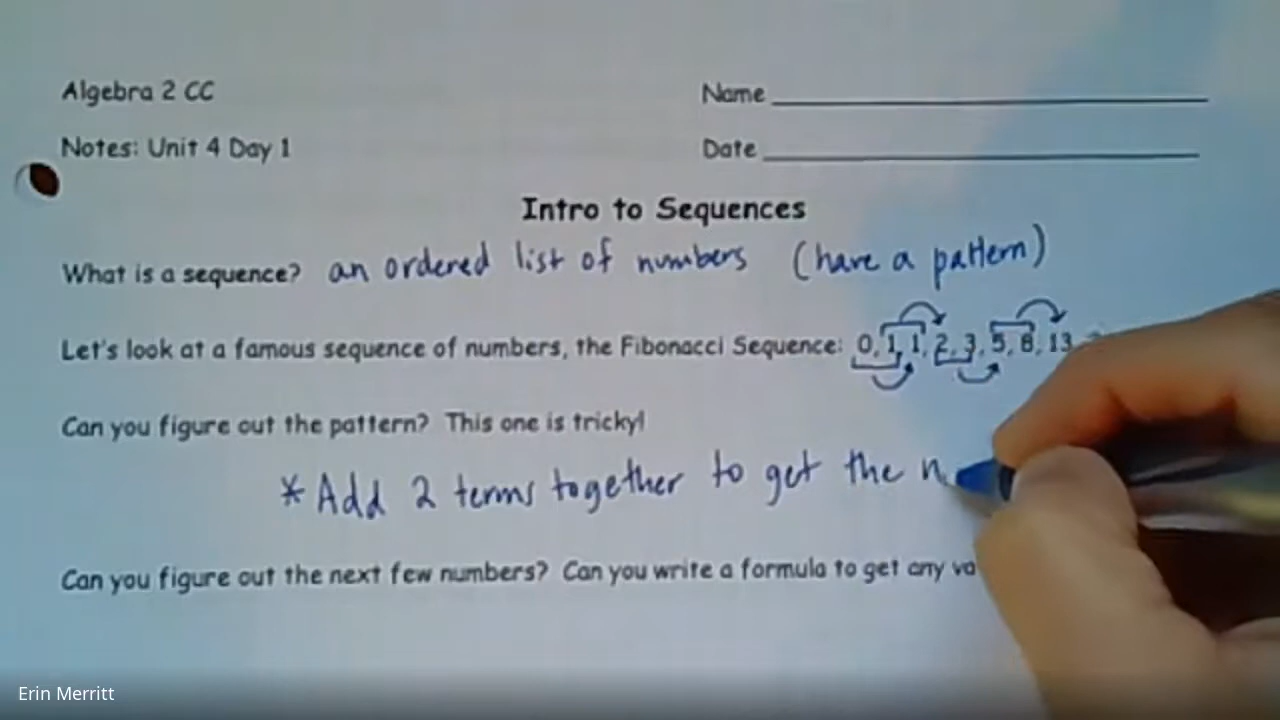 Algebra 2 CC
Name
Notes: Unit 4 Day 1
Date
Intro to Sequences
What is a sequence? an ordered list of numbers (have a pattern)
Let's look at a famous sequence of numbers, the Fibonacci Sequence: 0, 1, 1, 2, 3, 5, 8, 13,
Can you figure out the pattern? This one is tricky!
* Add 2 terms together to get the n
Can you figure out the next few numbers? Can you write a formula to get any va
Erin Merritt